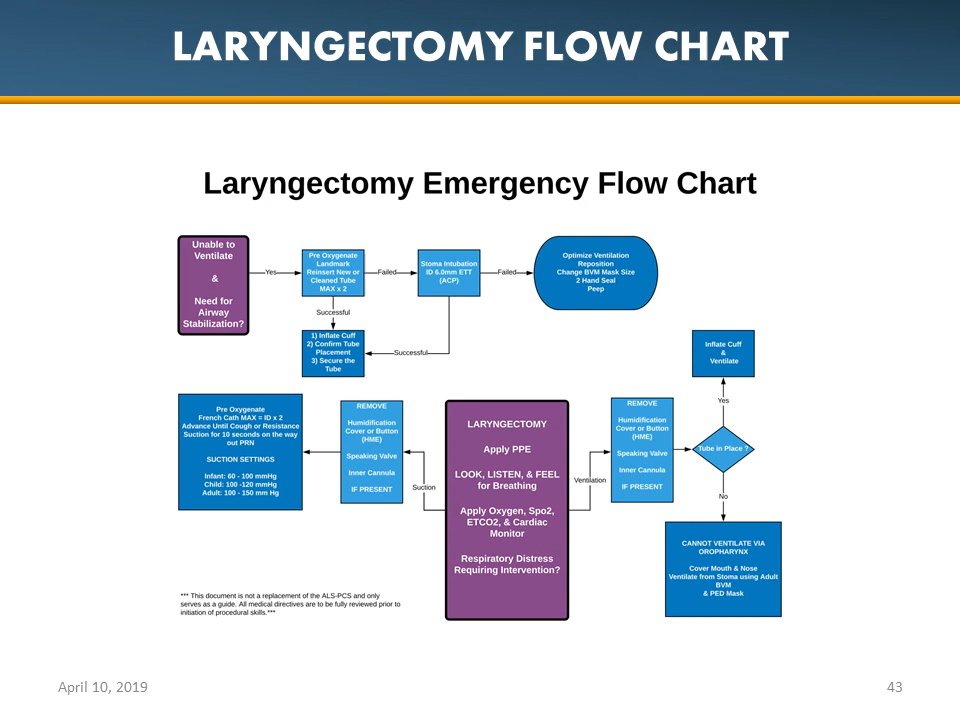 LARYNGECTOMY FLOW CHART
Laryngectomy Emergency Flow Chart
Unable to
Ventilate
&
Need for
Airway
Stabilization?
Yes
Pre Oxygenate
Landmark
Reinsert New or
Cleaned Tube
MAX x 2
Failed
Stoma Intubation
ID 6.0mm ETT
(ACP)
Failed
Optimize Ventilation
Reposition
Change BVM Mask Size
2 Hand Seal
Peep
Successful
1) Inflate Cuff
2) Confirm Tube
Placement
3) Secure the
Tube
Successful
Inflate Cuff
&
Ventilate
Pre Oxygenate
French Cath MAX = ID x 2
Advance Until Cough or Resistance
Suction for 10 seconds on the way
out PRN
SUCTION SETTINGS
Infant: 60 - 100 mmHg
Child: 100 -120 mmHg
Adult: 100 - 150 mm Hg
REMOVE
Humidification
Cover or Button
(HME)
Speaking Valve
Inner Cannula
IF PRESENT
Suction
LARYNGECTOMY
Apply PPE
LOOK, LISTEN, & FEEL
for Breathing
Apply Oxygen, Spo2,
ETCO2, & Cardiac
Monitor
Respiratory Distress
Requiring Intervention?
Ventilation
REMOVE
Humidification
Cover or Button
(HME)
Speaking Valve
Inner Cannula
IF PRESENT
Yes
Tube in Place ?
No
CANNOT VENTILATE VIA
OROPHARYNX
Cover Mouth & Nose
Ventilate from Stoma using Adult
BVM
& PED Mask
*** This document is not a replacement of the ALS-PCS and only
serves as a guide. All medical directives are to be fully reviewed prior to
initiation of procedural skills.***
April 10, 2019
43